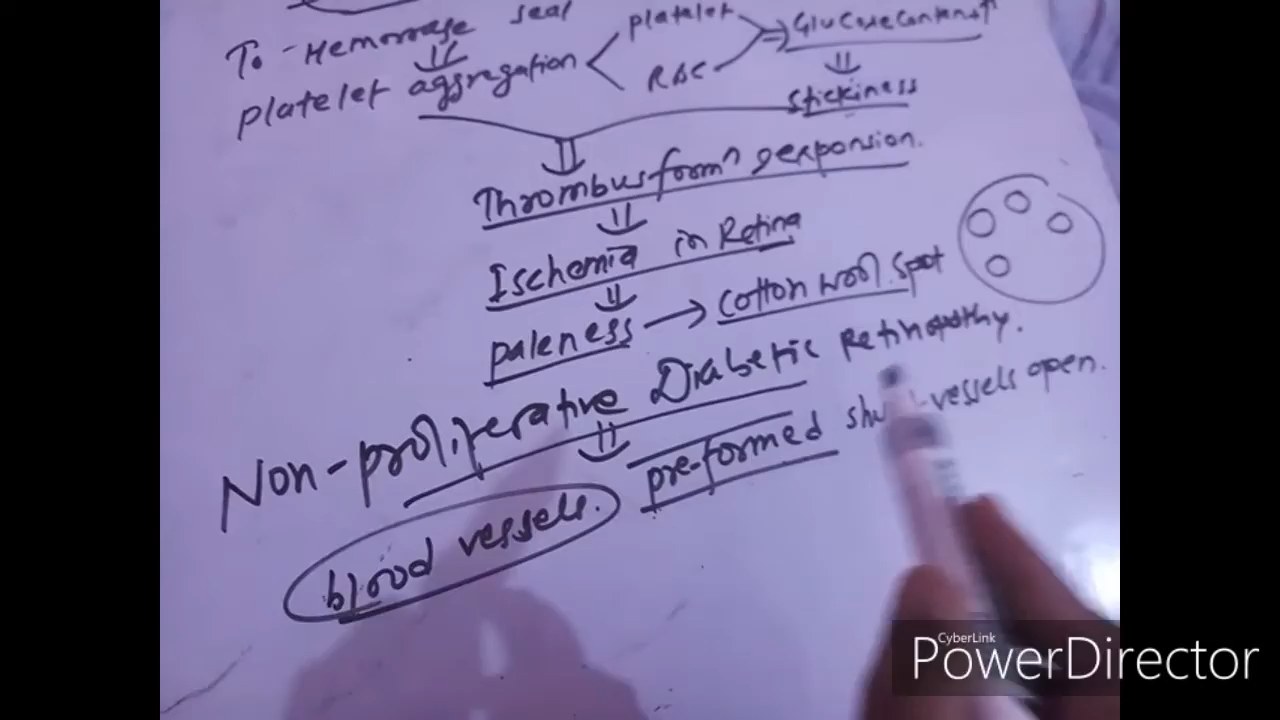 To - Hemorrage seal
platelet aggregation
platelet
RBC
Glucose content↑
stickiness
Thrombus formⁿ & expansion.
Ischemia in Retina
paleness → cotton wool spot
Non-proliferative Diabetic Retinopathy.
blood vessels.
pre-formed vessels open.
CyberLink
PowerDirector